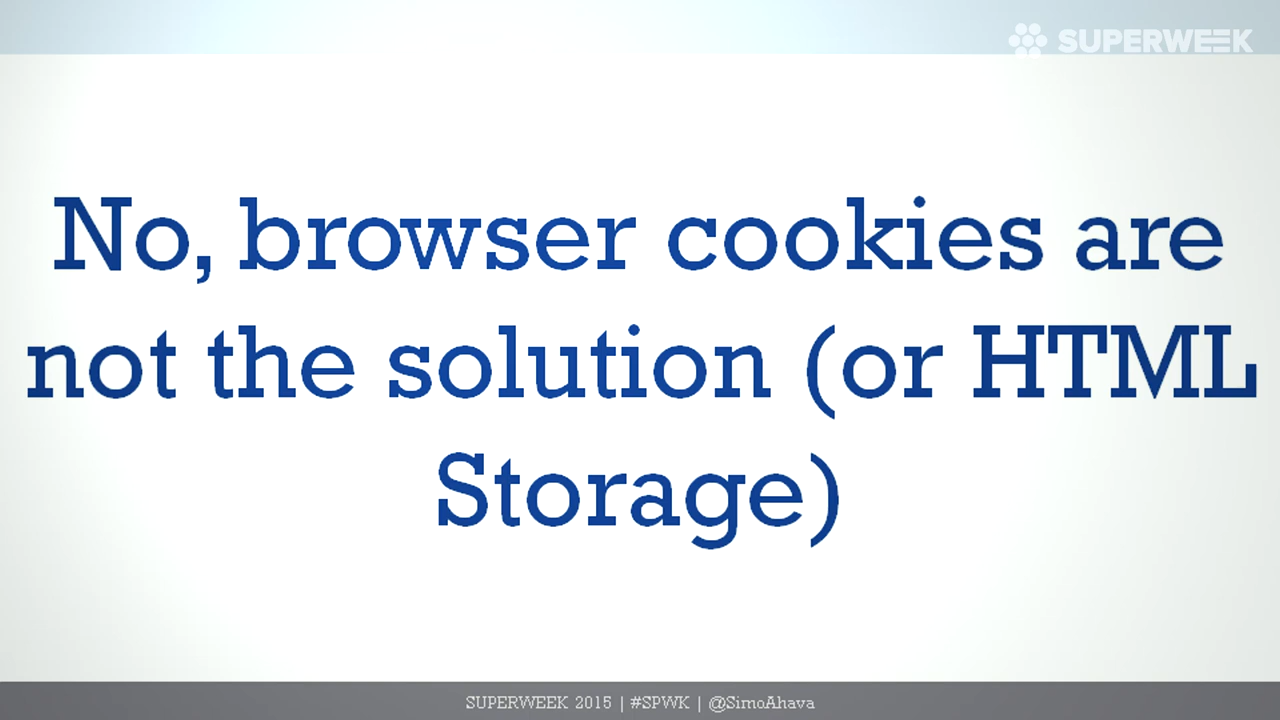 SUPERWEEK
No, browser cookies are
not the solution (or HTML
Storage)
SUPERWEEK 2015 | #SPWK | @SimoAhava